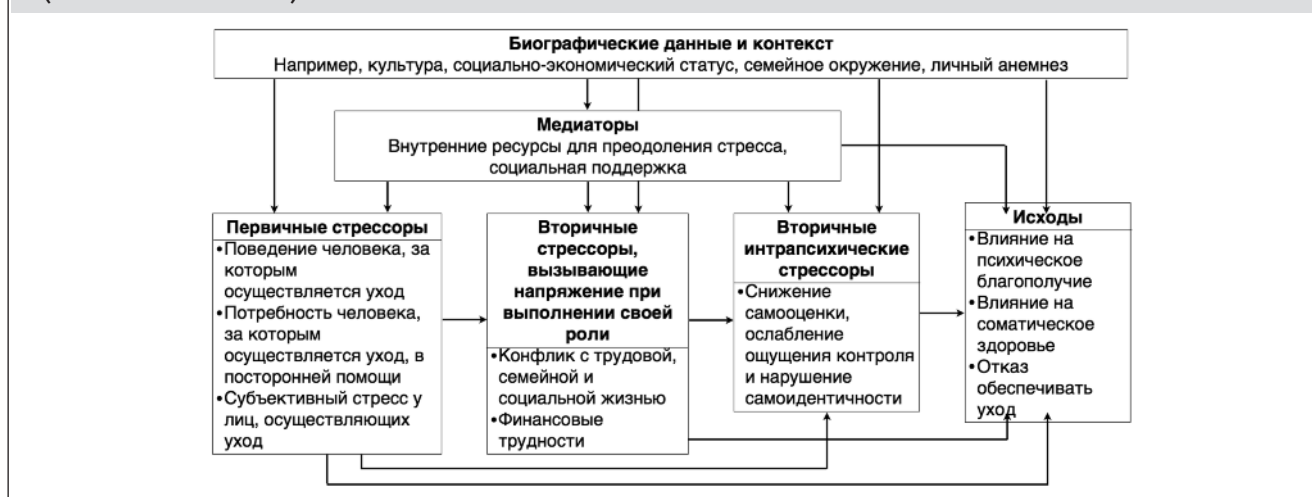 Биографические данные и контекст
Например, культура, социально-экономический статус, семейное окружение, личный анемнез
Медиаторы
Внутренние ресурсы для преодоления стресса,
социальная поддержка
Первичные стрессоры
•Поведение человека, за
которым
осуществляется уход
•Потребность человека,
за которым
осуществляется уход, в
посторонней помощи
•Субъективный стресс у
лиц, осуществляющих
уход
Вторичные
стрессоры,
вызывающие
напряжение при
выполнении своей
роли
•Конфлик с трудовой,
семейной и
социальной жизнью
•Финансовые
трудности
Вторичные
интрапсихические
стрессоры
•Снижение
самооценки,
ослабление
ощущения контроля
и нарушение
самоидентичности
Исходы
•Влияние на
психическое
благополучие
•Влияние на
соматическое
здоровье
•Отказ
обеспечивать
уход